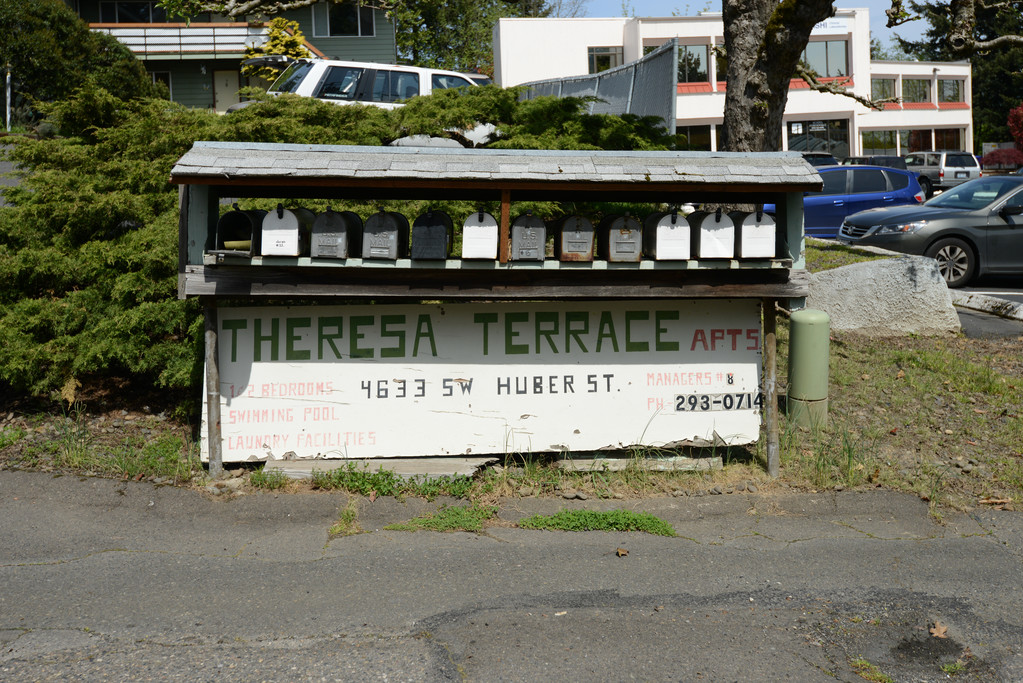 THERESA TERRACE APTS
1&2 BEDROOMS
4633 SW HUBER ST.
MANAGERS #8
SWIMMING POOL
PH. 293-0714
LAUNDRY FACILITIES